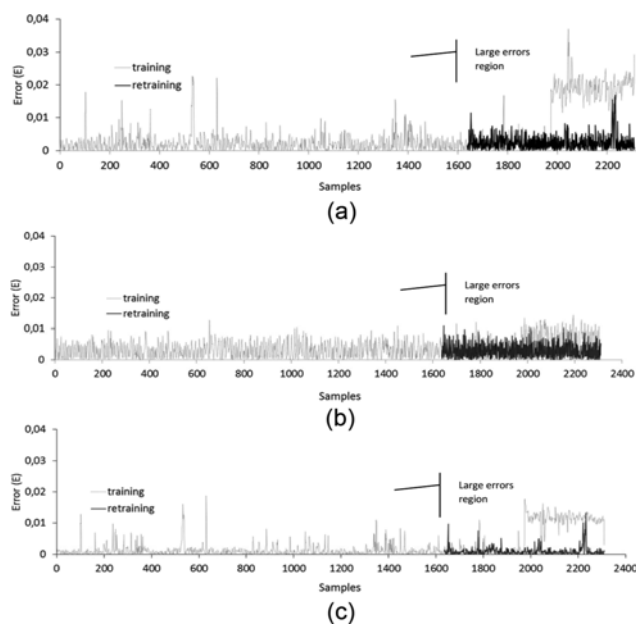 0,04
0,03
0,02
0,01
0
Error (E)
training
retraining
Large errors
region
0 200 400 600 800 1000 1200 1400 1600 1800 2000 2200
Samples
(a)
0,04
0,03
0,02
0,01
0
Error (E)
training
retraining
Large errors
region
0 200 400 600 800 1000 1200 1400 1600 1800 2000 2200 2400
Samples
(b)
0,04
0,03
0,02
0,01
0
Error (E)
training
retraining
Large errors
region
0 200 400 600 800 1000 1200 1400 1600 1800 2000 2200 2400
Samples
(c)